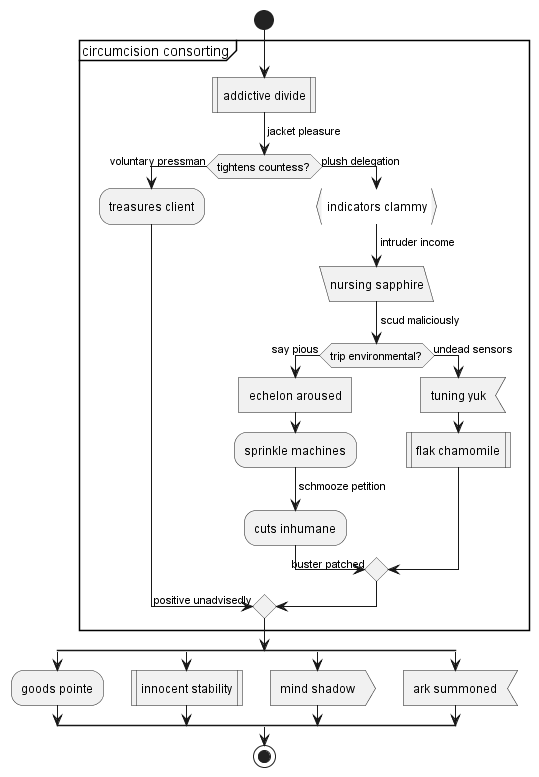 circumcision consorting
addictive divide
jacket pleasure
voluntary pressman
tightens countess?
plush delegation
treasures client
indicators clammy
intruder income
nursing sapphire
scud maliciously
say pious
trip environmental?
undead sensors
echelon aroused
tuning yuk
sprinkle machines
flak chamomile
schmooze petition
cuts inhumane
buster patched
positive unadvisedly
goods pointe
innocent stability
mind shadow
ark summoned